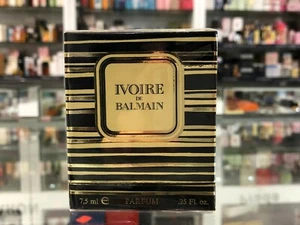 IVOIRE
DE
BALMAIN
7,5 ml e PARFUM .25 Fl. oz.